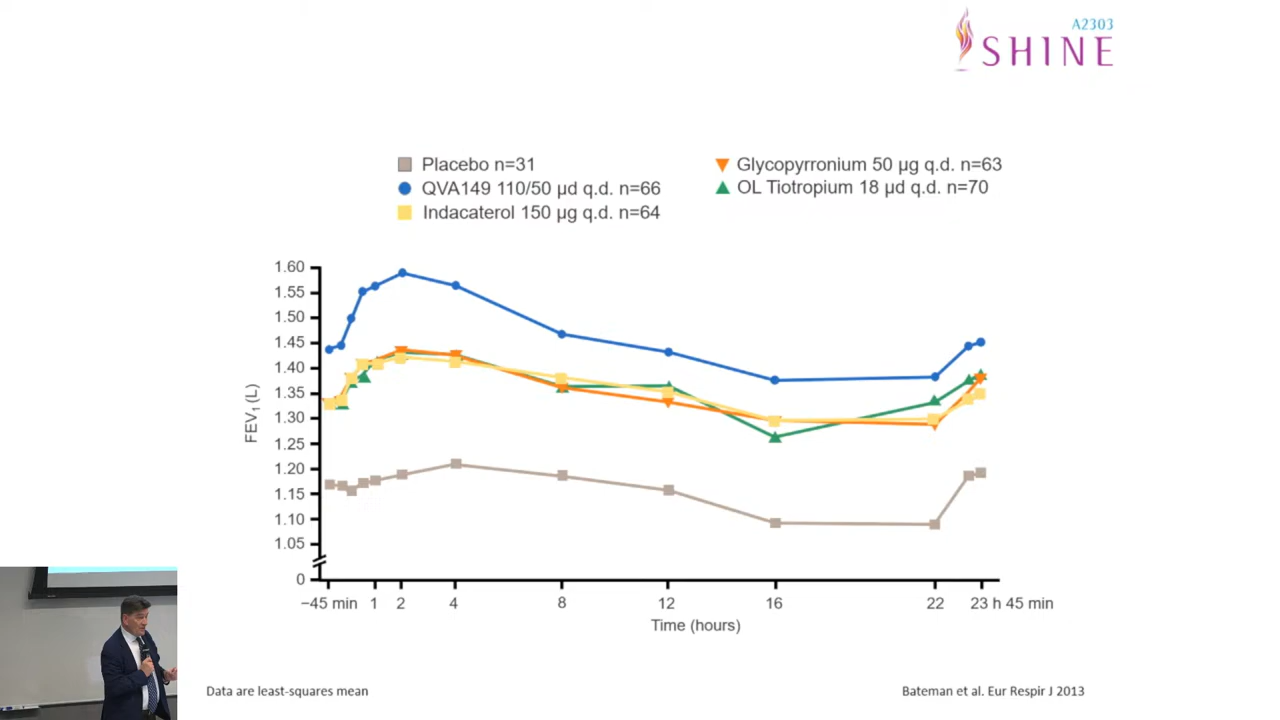 A2303
SHINE
Placebo n=31
QVA149 110/50 μd q.d. n=66
Indacaterol 150 μg q.d. n=64
Glycopyrronium 50 μg q.d. n=63
OL Tiotropium 18 μd q.d. n=70
FEV1 (L)
1.60
1.55
1.50
1.45
1.40
1.35
1.30
1.25
1.20
1.15
1.10
1.05
0
−45 min 1 2 4 8 12 16 22 23 h 45 min
Time (hours)
Data are least-squares mean
Bateman et al. Eur Respir J 2013